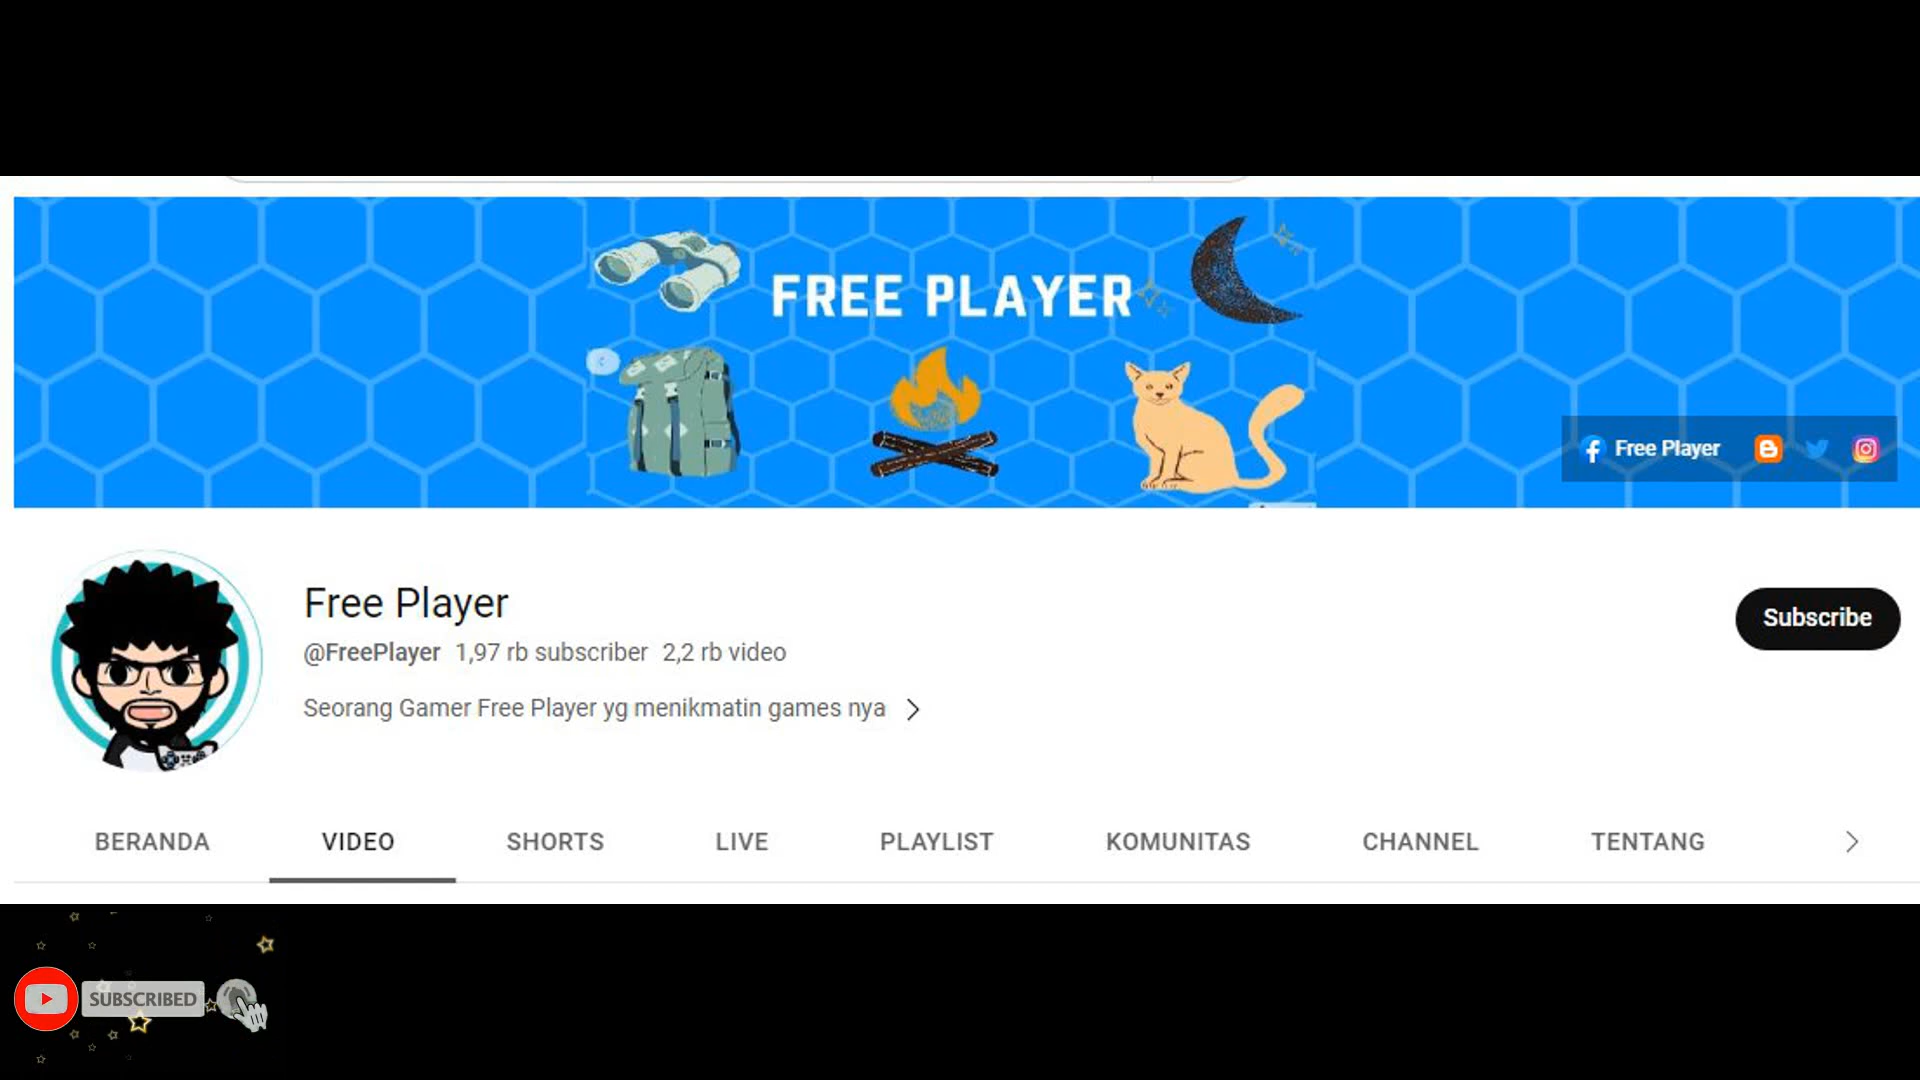 FREE PLAYER
Free Player
Free Player
@FreePlayer 1,97 rb subscriber 2,2 rb video
Subscribe
Seorang Gamer Free Player yg menikmatin games nya
BERANDA VIDEO SHORTS LIVE PLAYLIST KOMUNITAS CHANNEL TENTANG
SUBSCRIBED